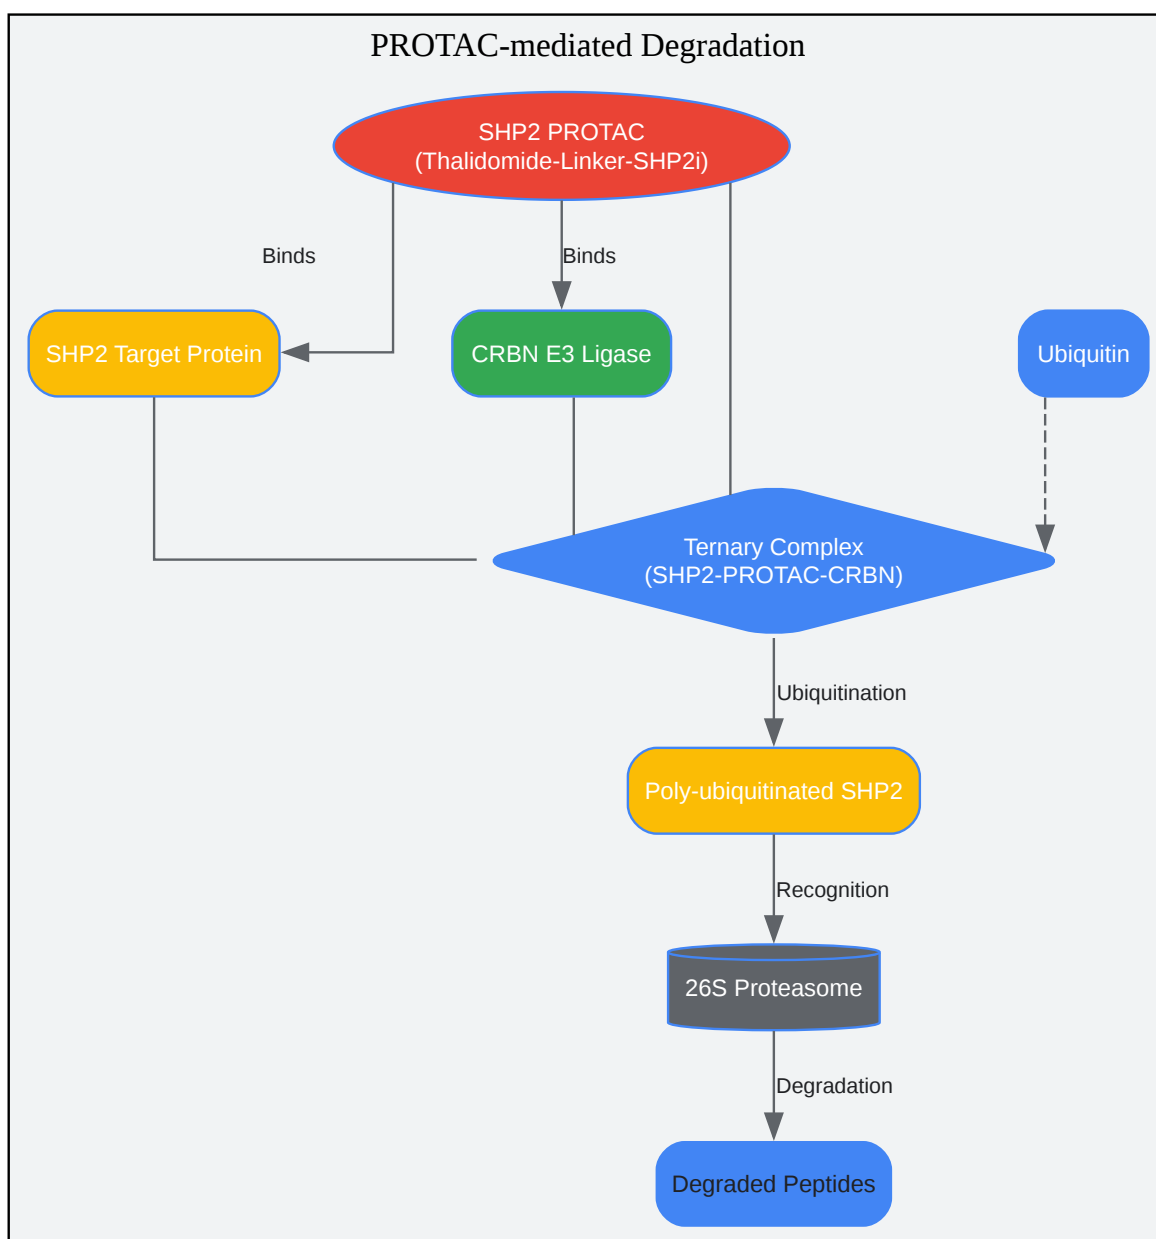 PROTAC-mediated Degradation
SHP2 PROTAC
(Thalidomide-Linker-SHP2i)
Binds
Binds
SHP2 Target Protein
CRBN E3 Ligase
Ubiquitin
Ternary Complex
(SHP2-PROTAC-CRBN)
Ubiquitination
Poly-ubiquitinated SHP2
Recognition
26S Proteasome
Degradation
Degraded Peptides